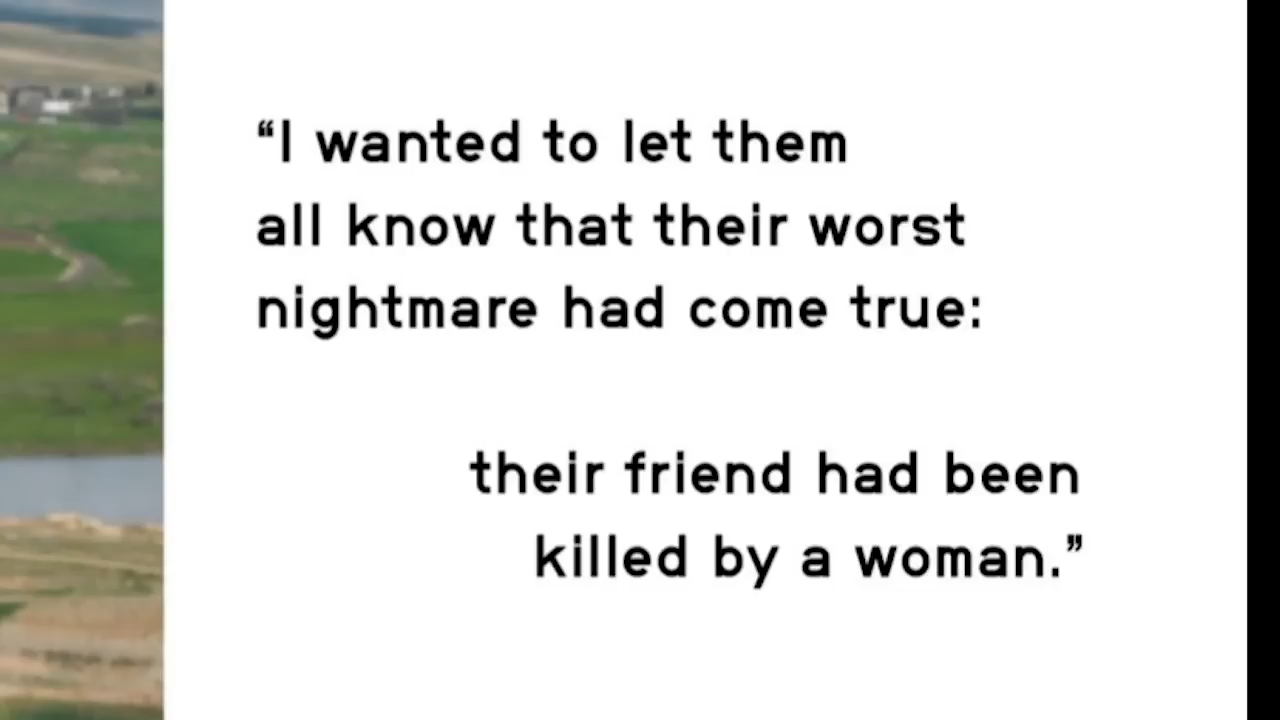 “I wanted to let them
all know that their worst
nightmare had come true:
their friend had been
killed by a woman.”